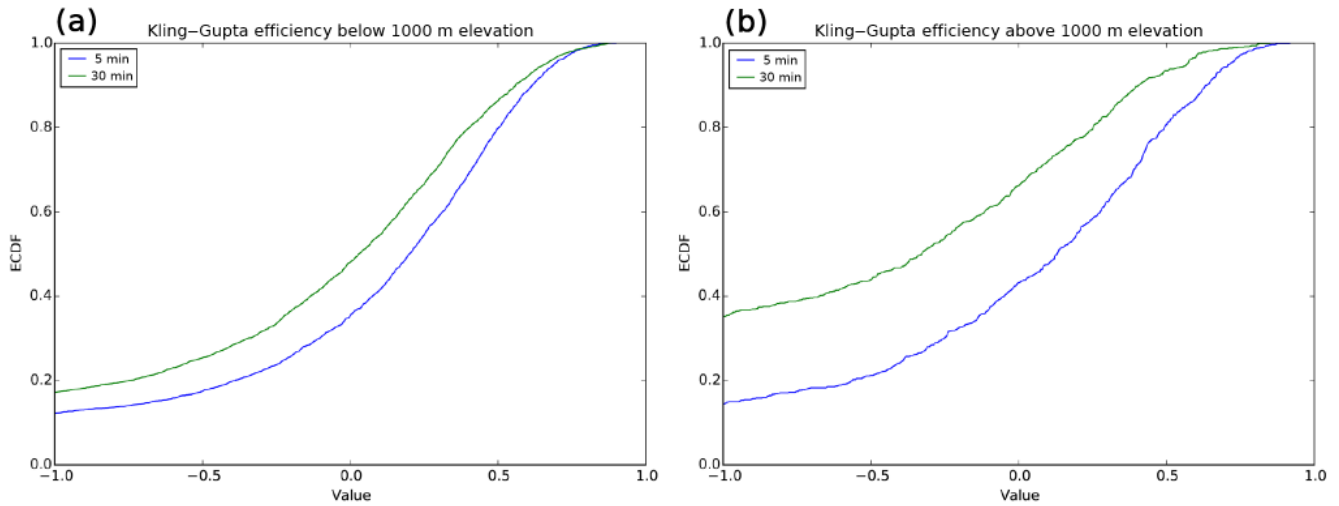 (a)
Kling−Gupta efficiency below 1000 m elevation
1.0
0.8
0.6
0.4
0.2
0.0
ECDF
5 min
30 min
−1.0 −0.5 0.0 0.5 1.0
Value
(b)
Kling−Gupta efficiency above 1000 m elevation
1.0
0.8
0.6
0.4
0.2
0.0
ECDF
5 min
30 min
−1.0 −0.5 0.0 0.5 1.0
Value